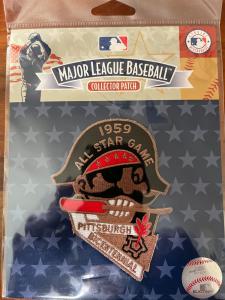 MAJOR LEAGUE BASEBALL
COLLECTOR PATCH
1959
ALL STAR GAME
PITTSBURGH
BICENTENNIAL